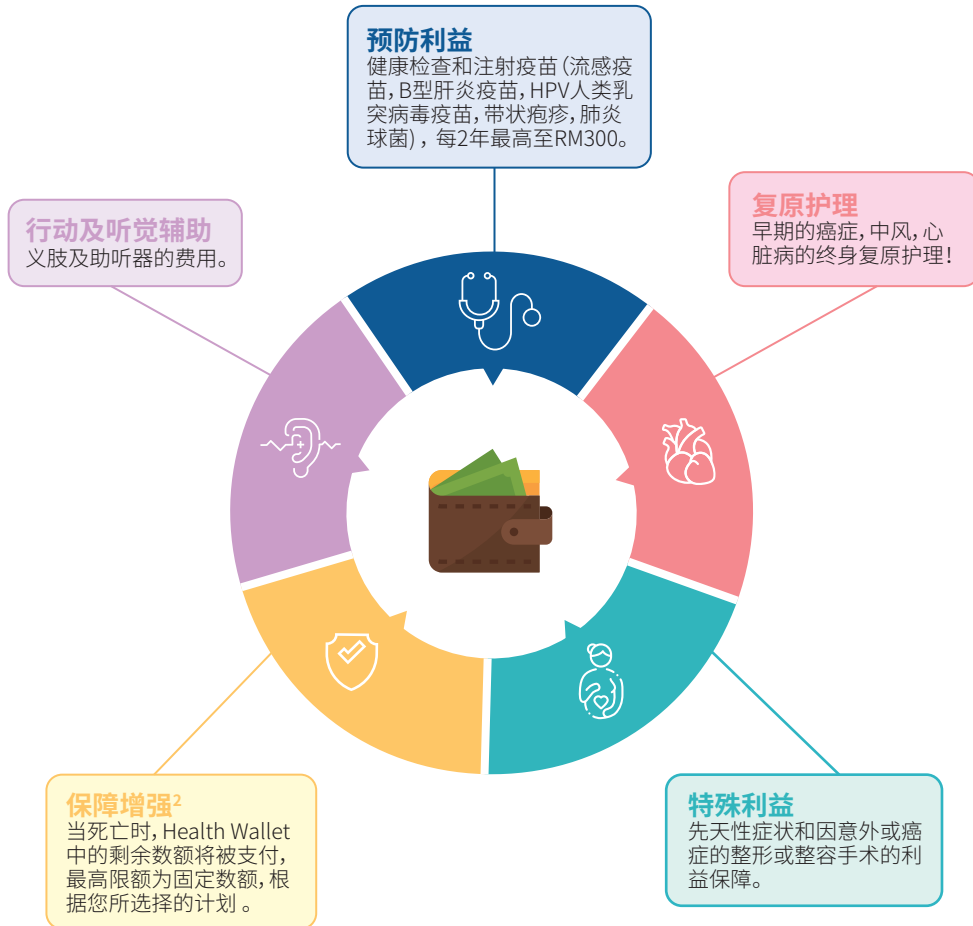 预防利益
健康检查和注射疫苗(流感疫
苗,B型肝炎疫苗,HPV人类乳
突病毒疫苗,带状疱疹,肺炎
球菌),每2年最高至RM300。
行动及听觉辅助
义肢及助听器的费用。
复原护理
早期的癌症,中风,心
脏病的终身复原护理!
保障增强²
当死亡时,Health Wallet
中的剩余数额将被支付,
最高限额为固定数额,根
据您所选择的计划。
特殊利益
先天性症状和因意外或癌
症的整形或整容手术的利
益保障。